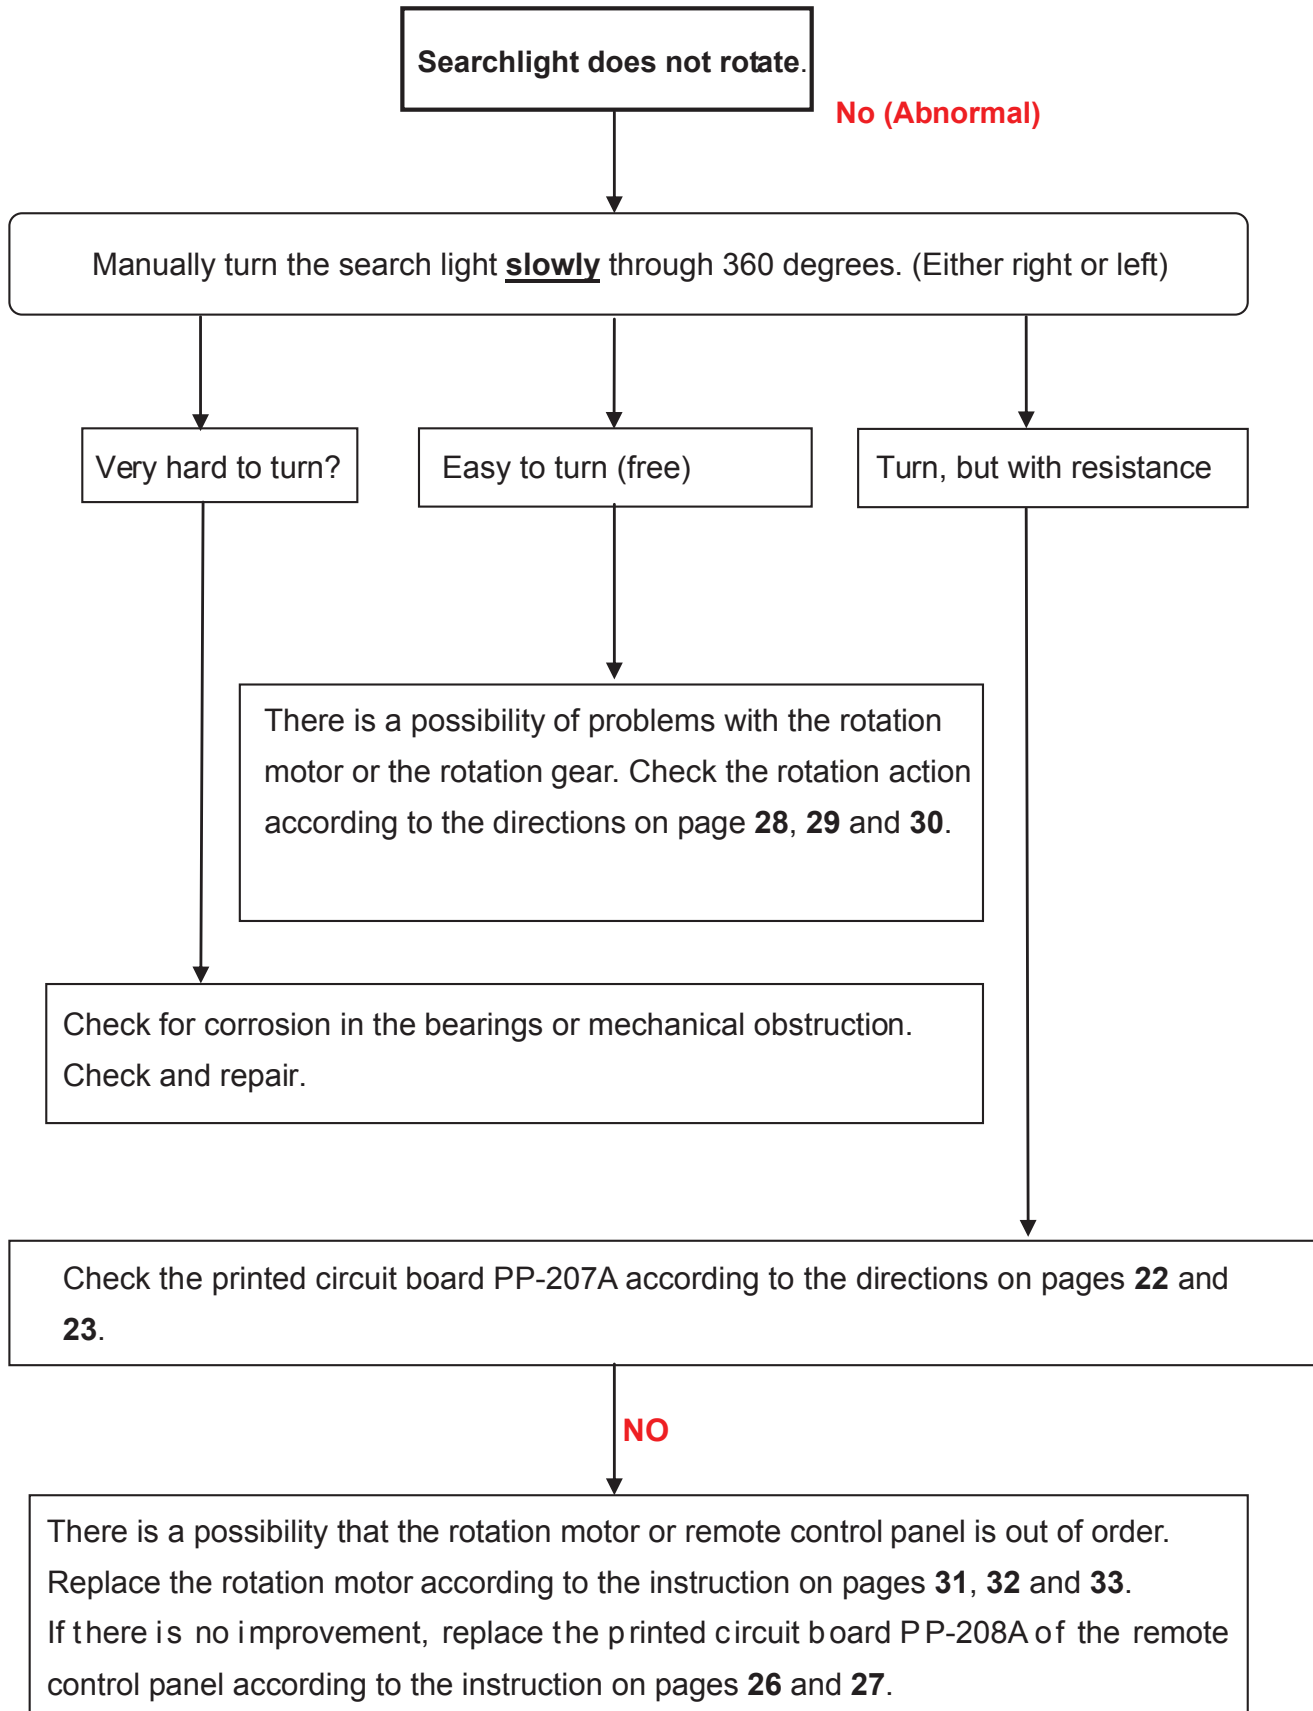 Searchlight does not rotate.
No (Abnormal)
Manually turn the search light slowly through 360 degrees. (Either right or left)
Very hard to turn?
Easy to turn (free)
Turn, but with resistance
There is a possibility of problems with the rotation
motor or the rotation gear. Check the rotation action
according to the directions on page 28, 29 and 30.
Check for corrosion in the bearings or mechanical obstruction.
Check and repair.
Check the printed circuit board PP-207A according to the directions on pages 22 and
23.
NO
There is a possibility that the rotation motor or remote control panel is out of order.
Replace the rotation motor according to the instruction on pages 31, 32 and 33.
If there is no improvement, replace the printed circuit board PP-208A of the remote
control panel according to the instruction on pages 26 and 27.